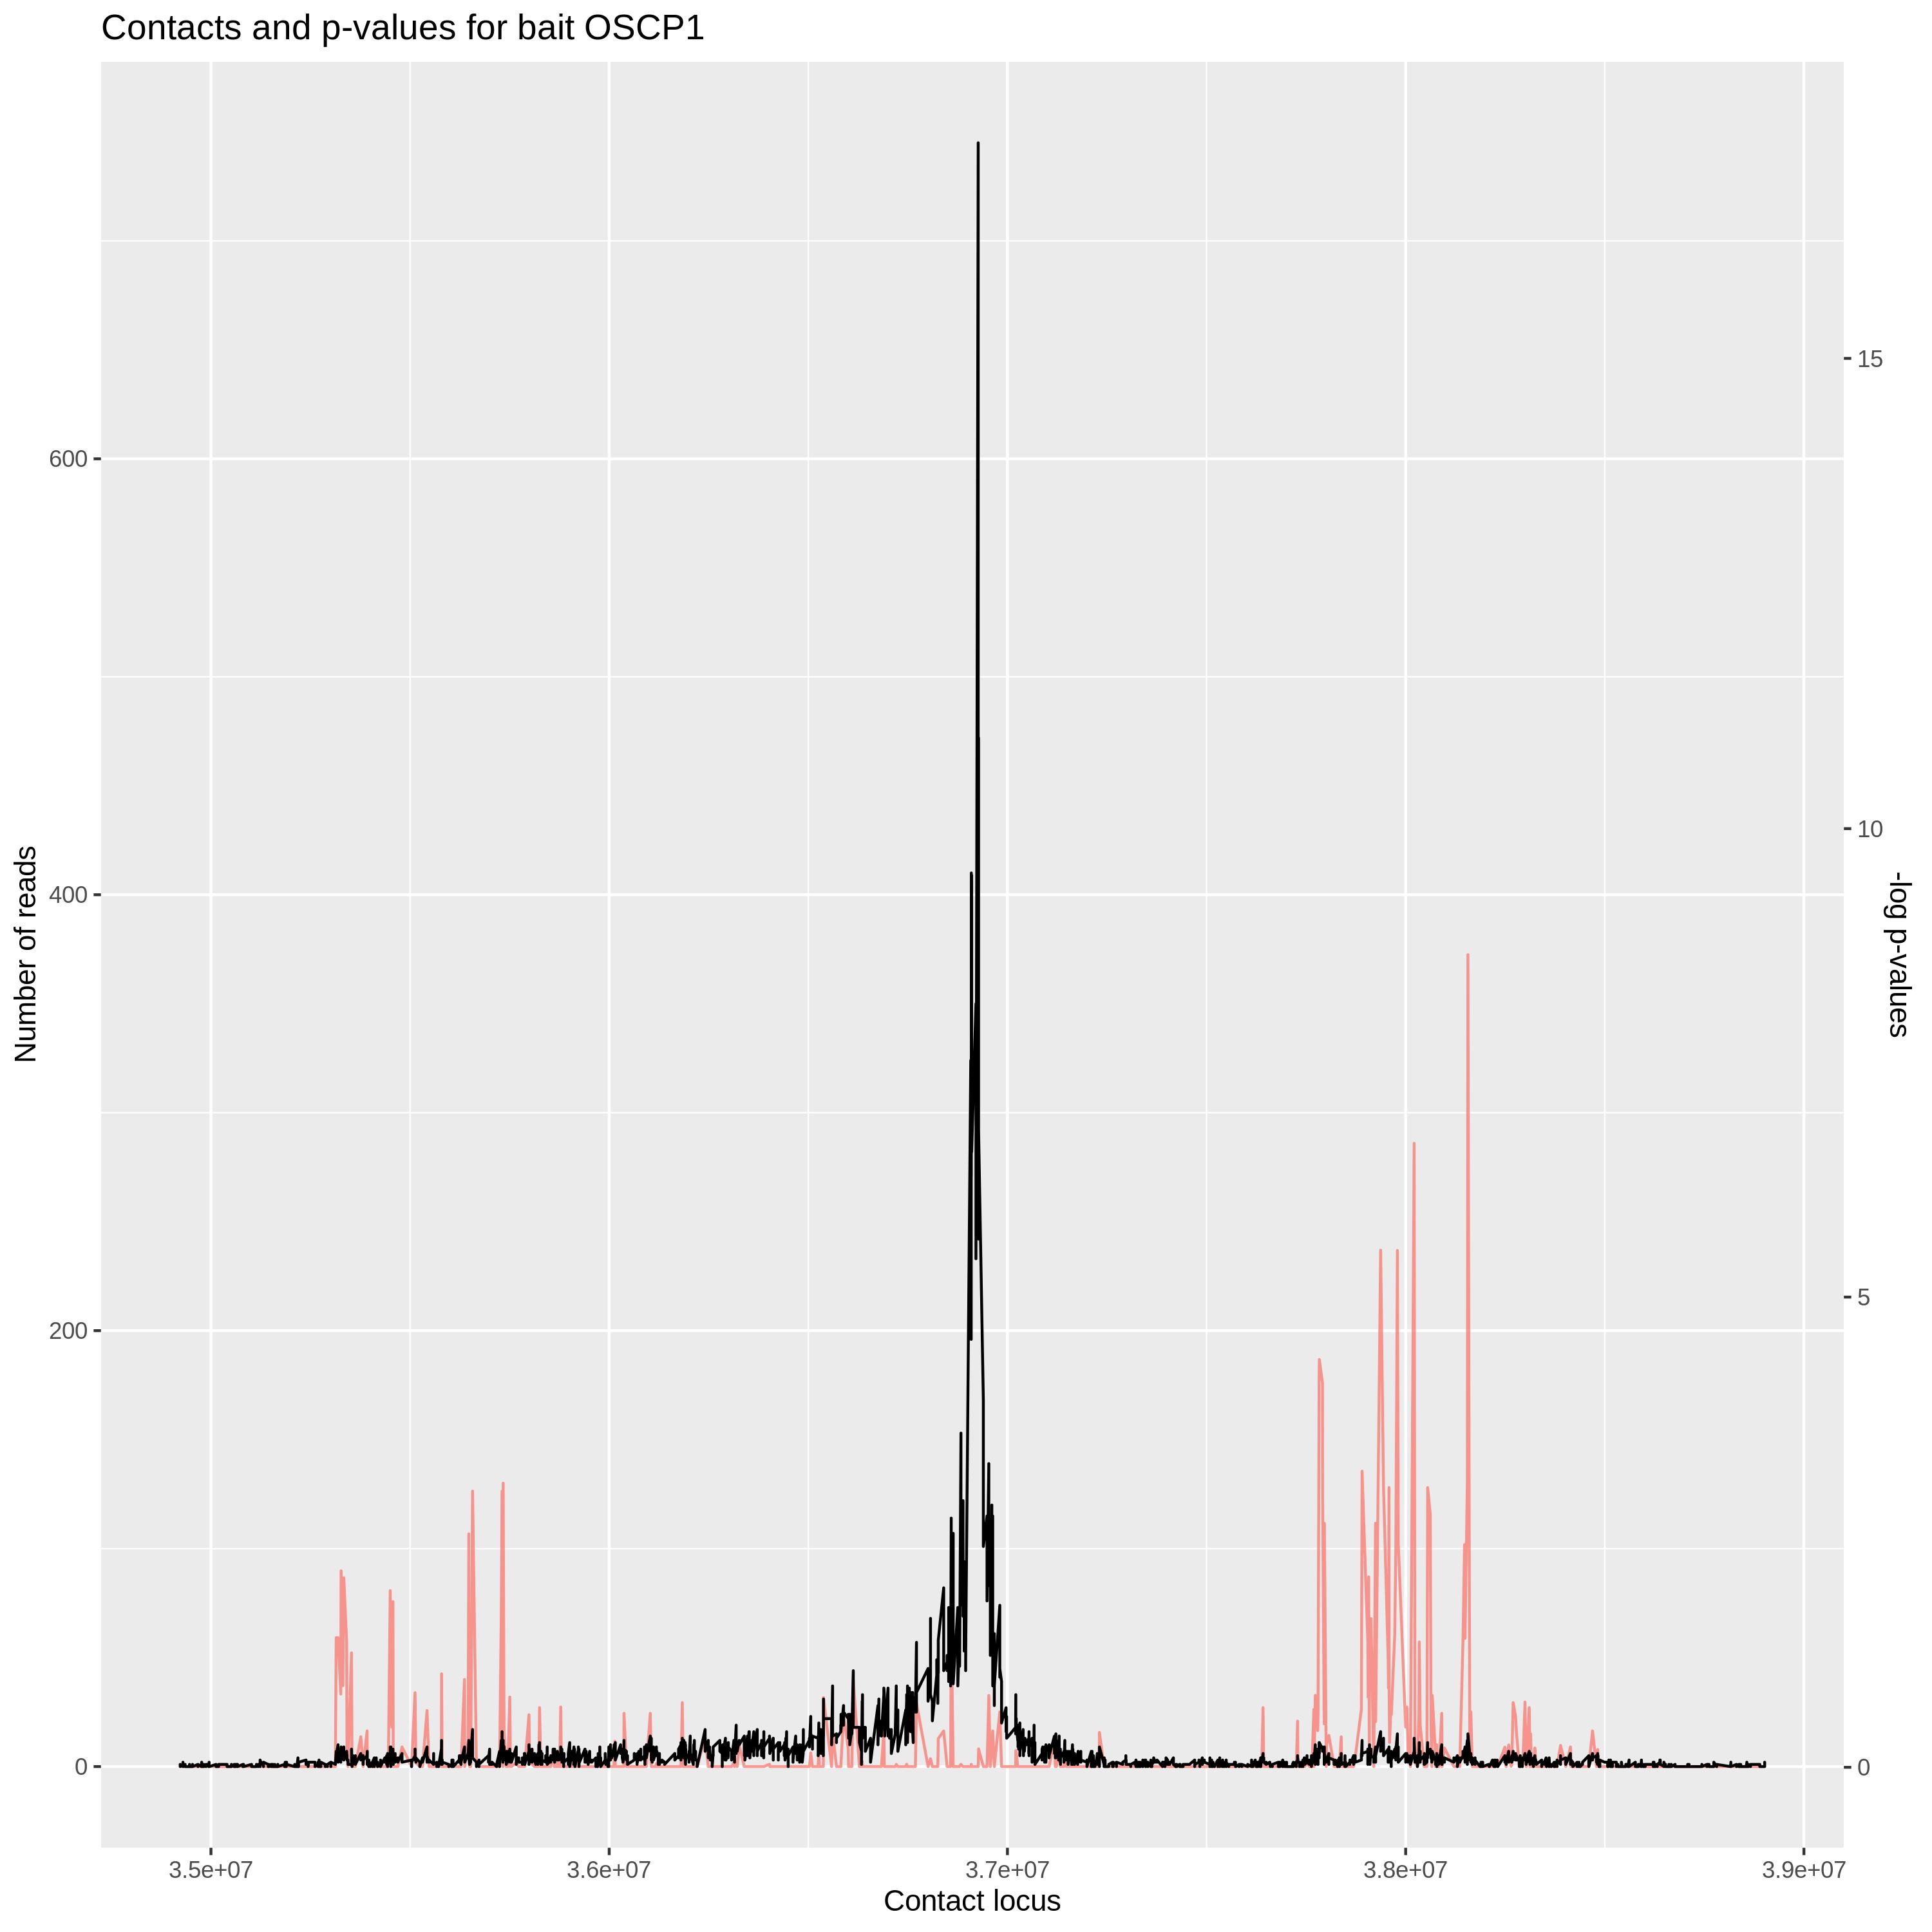 Contacts and p-values for bait OSCP1
Number of reads
600
400
200
0
15
10
5
0
-log p-values
3.5e+07
3.6e+07
3.7e+07
3.8e+07
3.9e+07
Contact locus